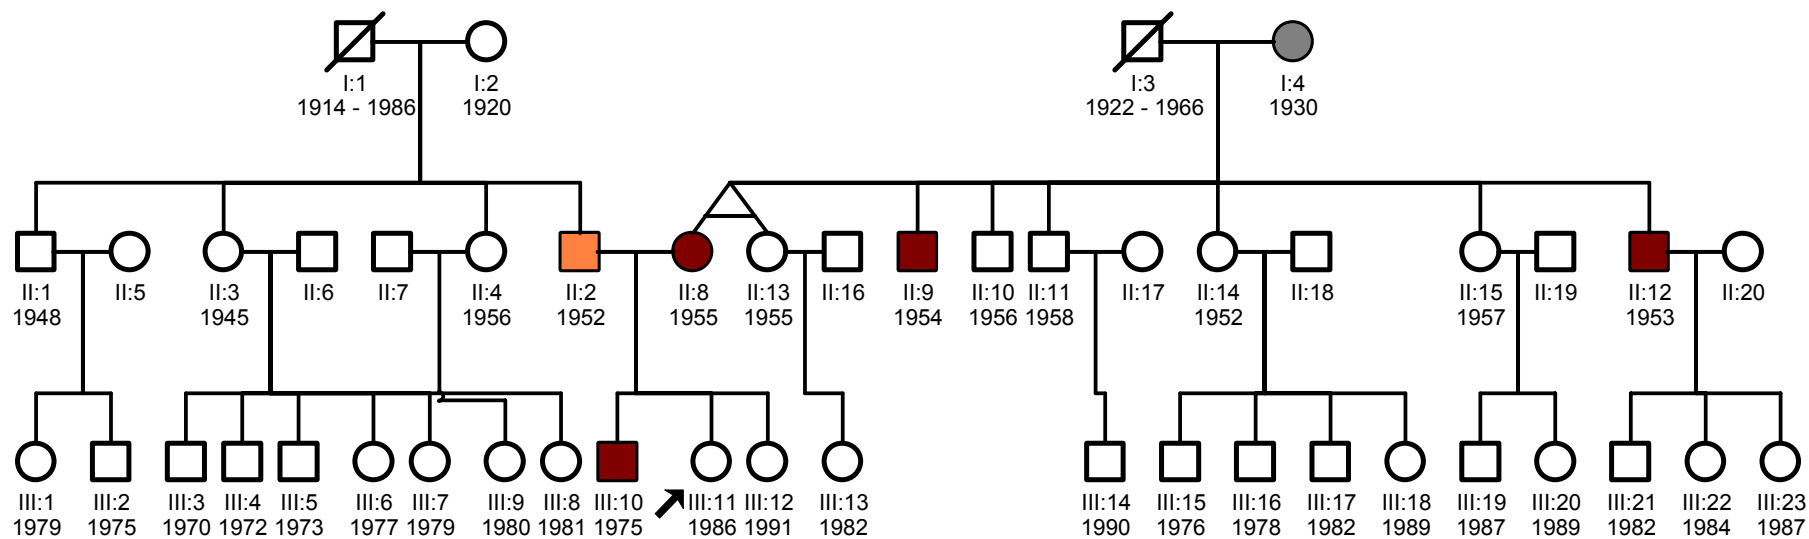 I:1 I:2 I:3 I:4
1914 - 1986 1920 1922 - 1966 1930
II:1 II:5 II:3 II:6 II:7 II:4 II:2 II:8 II:13 II:16 II:9 II:10 II:11 II:17 II:14 II:18 II:15 II:19 II:12 II:20
1948 1945 1956 1952 1955 1955 1954 1956 1958 1952 1957 1953
III:1 III:2 III:3 III:4 III:5 III:6 III:7 III:9 III:8 III:10 III:11 III:12 III:13 III:14 III:15 III:16 III:17 III:18 III:19 III:20 III:21 III:22 III:23
1979 1975 1970 1972 1973 1977 1979 1980 1981 1975 1986 1991 1982 1990 1976 1978 1982 1989 1987 1989 1982 1984 1987